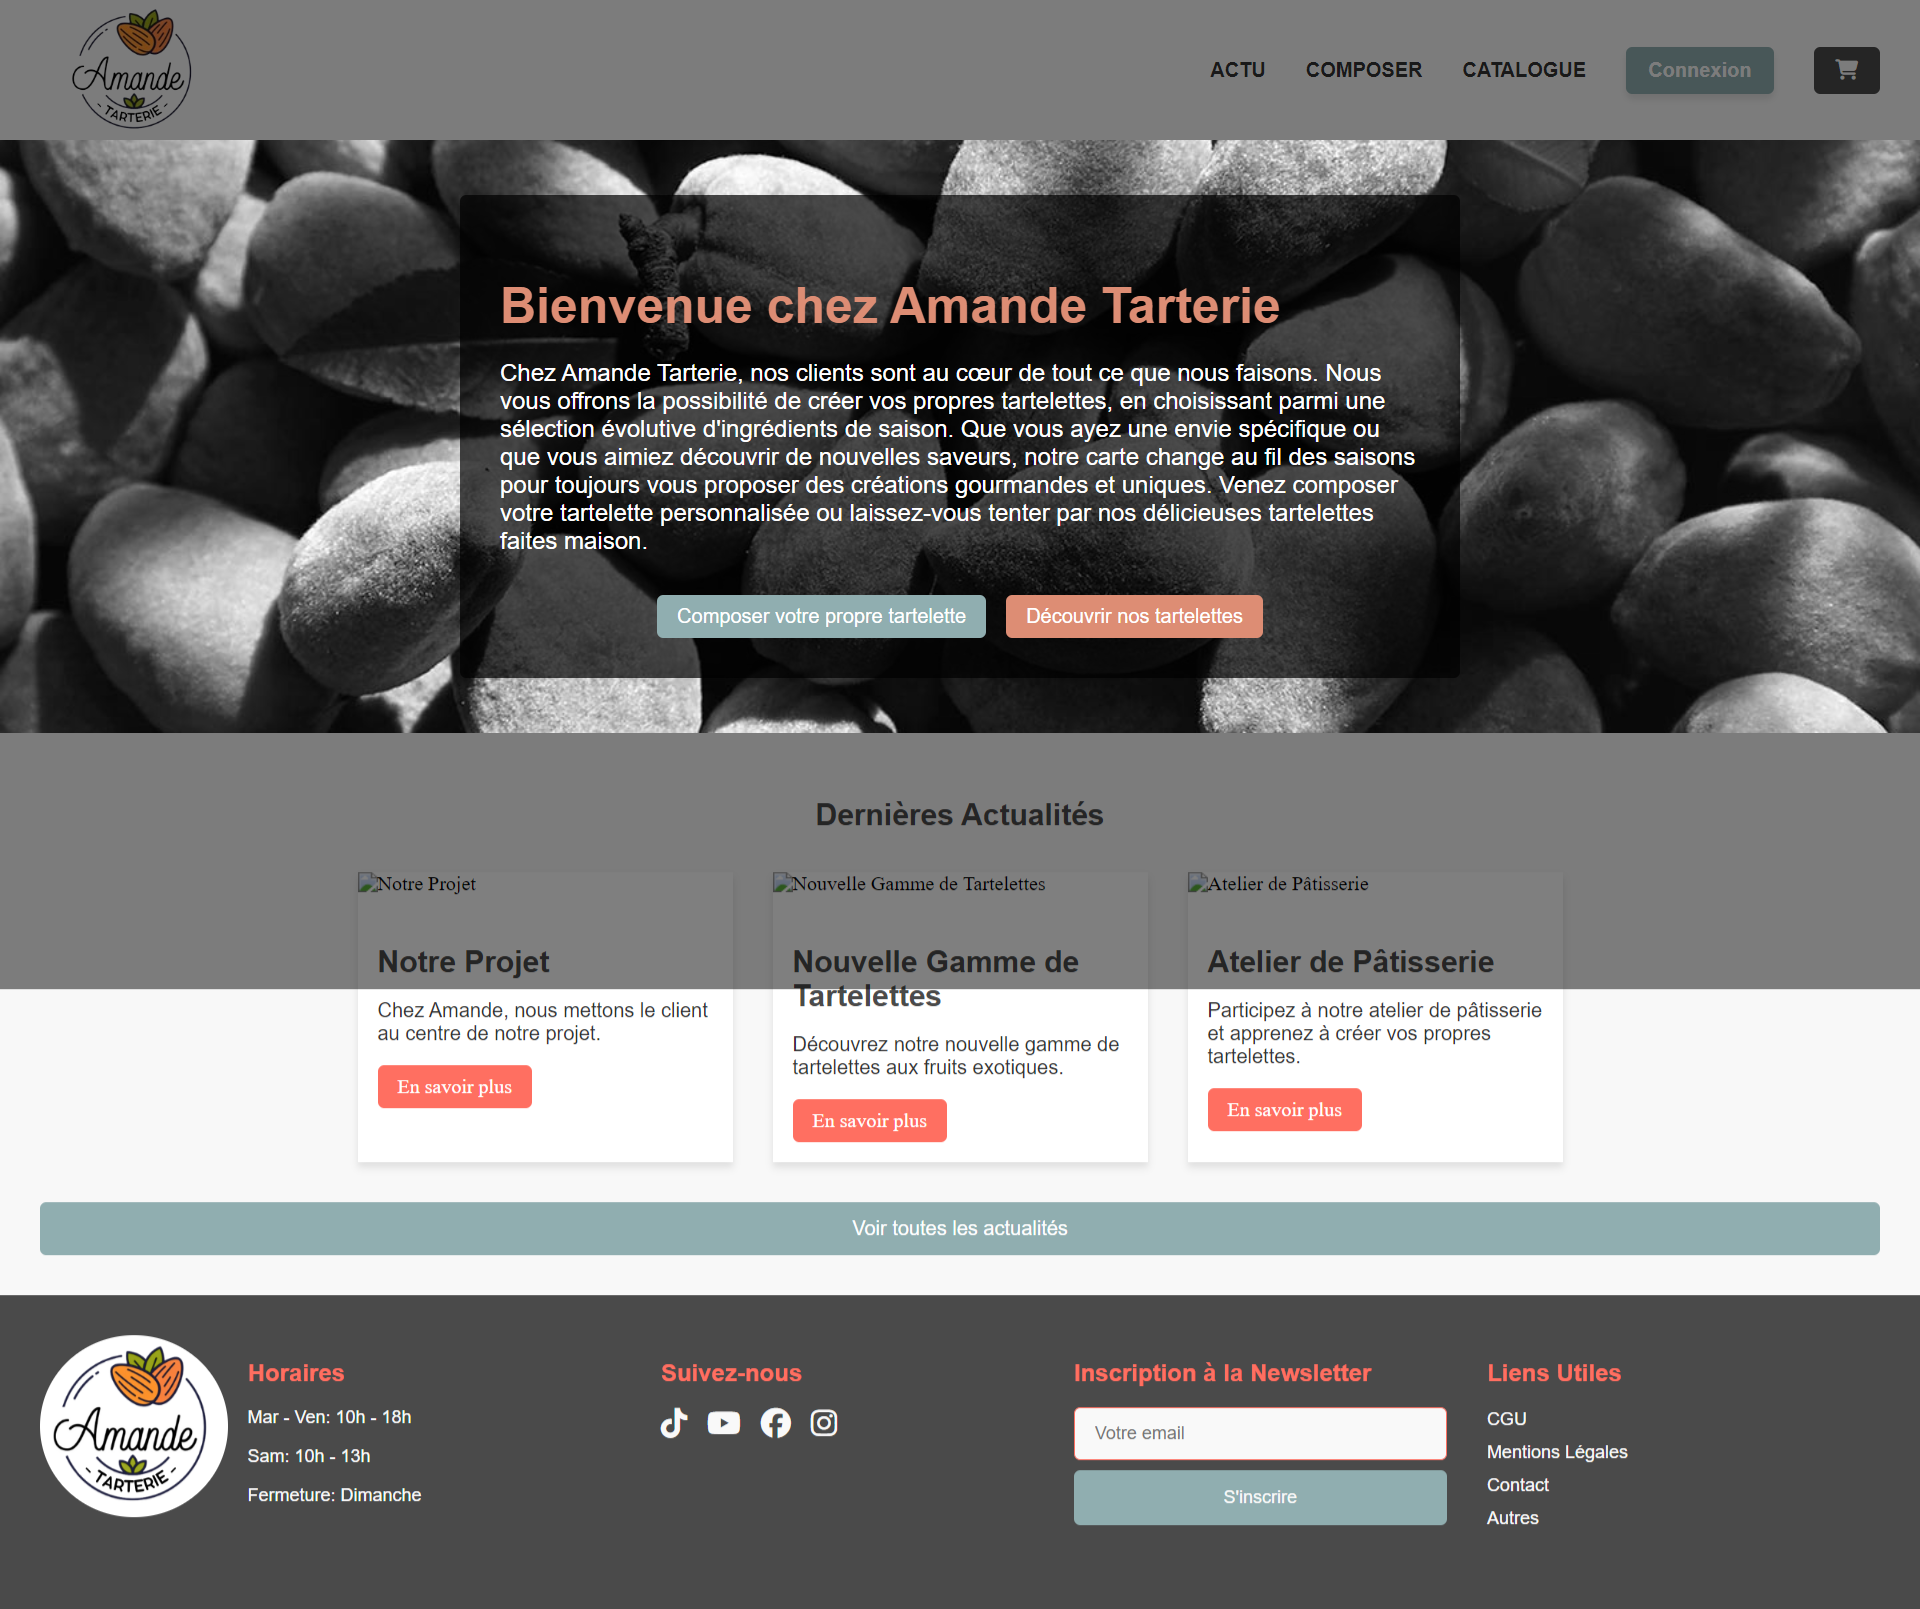 Amande
- TARTERIE -
ACTU
COMPOSER
CATALOGUE
Connexion
Bienvenue chez Amande Tarterie
Chez Amande Tarterie, nos clients sont au cœur de tout ce que nous faisons. Nous
vous offrons la possibilité de créer vos propres tartelettes, en choisissant parmi une
sélection évolutive d'ingrédients de saison. Que vous ayez une envie spécifique ou
que vous aimiez découvrir de nouvelles saveurs, notre carte change au fil des saisons
pour toujours vous proposer des créations gourmandes et uniques. Venez composer
votre tartelette personnalisée ou laissez-vous tenter par nos délicieuses tartelettes
faites maison.
Composer votre propre tartelette
Découvrir nos tartelettes
Dernières Actualités
Notre Projet
Notre Projet
Chez Amande, nous mettons le client
au centre de notre projet.
En savoir plus
Nouvelle Gamme de Tartelettes
Nouvelle Gamme de
Tartelettes
Découvrez notre nouvelle gamme de
tartelettes aux fruits exotiques.
En savoir plus
Atelier de Pâtisserie
Atelier de Pâtisserie
Participez à notre atelier de pâtisserie
et apprenez à créer vos propres
tartelettes.
En savoir plus
Voir toutes les actualités
Amande
- TARTERIE -
Horaires
Mar - Ven: 10h - 18h
Sam: 10h - 13h
Fermeture: Dimanche
Suivez-nous
Inscription à la Newsletter
Votre email
S'inscrire
Liens Utiles
CGU
Mentions Légales
Contact
Autres